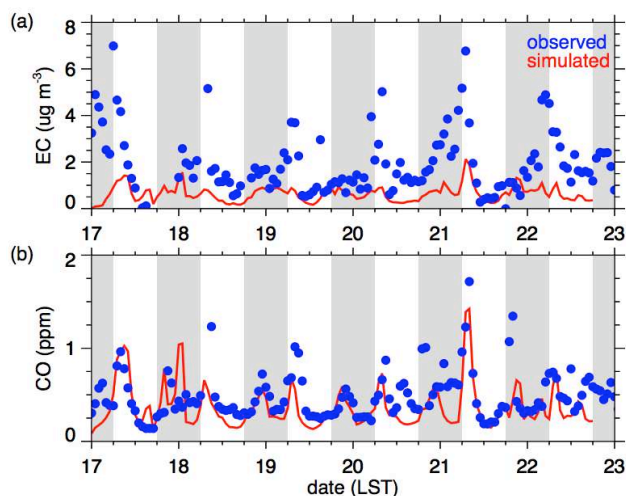 (a)
8
observed
simulated
6
EC (ug m⁻³)
4
2
0
17 18 19 20 21 22 23
(b)
2
CO (ppm)
1
0
17 18 19 20 21 22 23
date (LST)